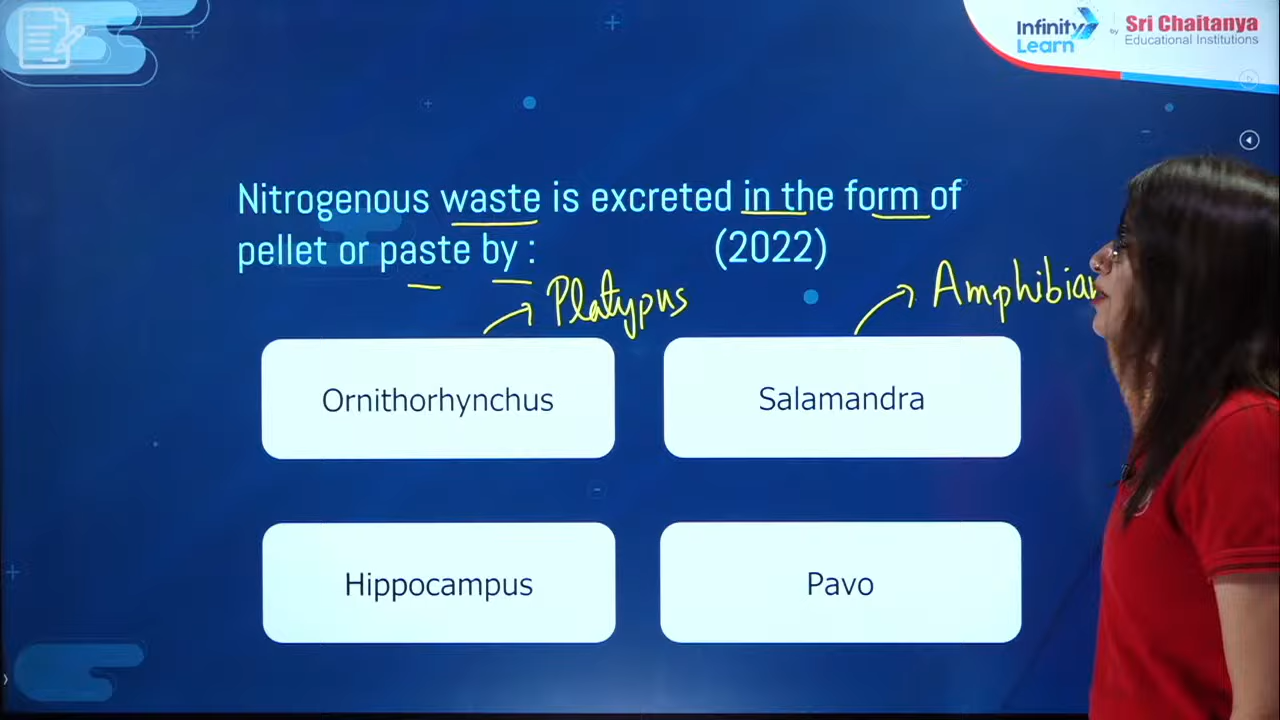 Infinity
Learn
by
Sri Chaitanya
Educational Institutions
Nitrogenous waste is excreted in the form of
pellet or paste by : (2022)
Platypus
Amphibian
Ornithorhynchus
Salamandra
Hippocampus
Pavo